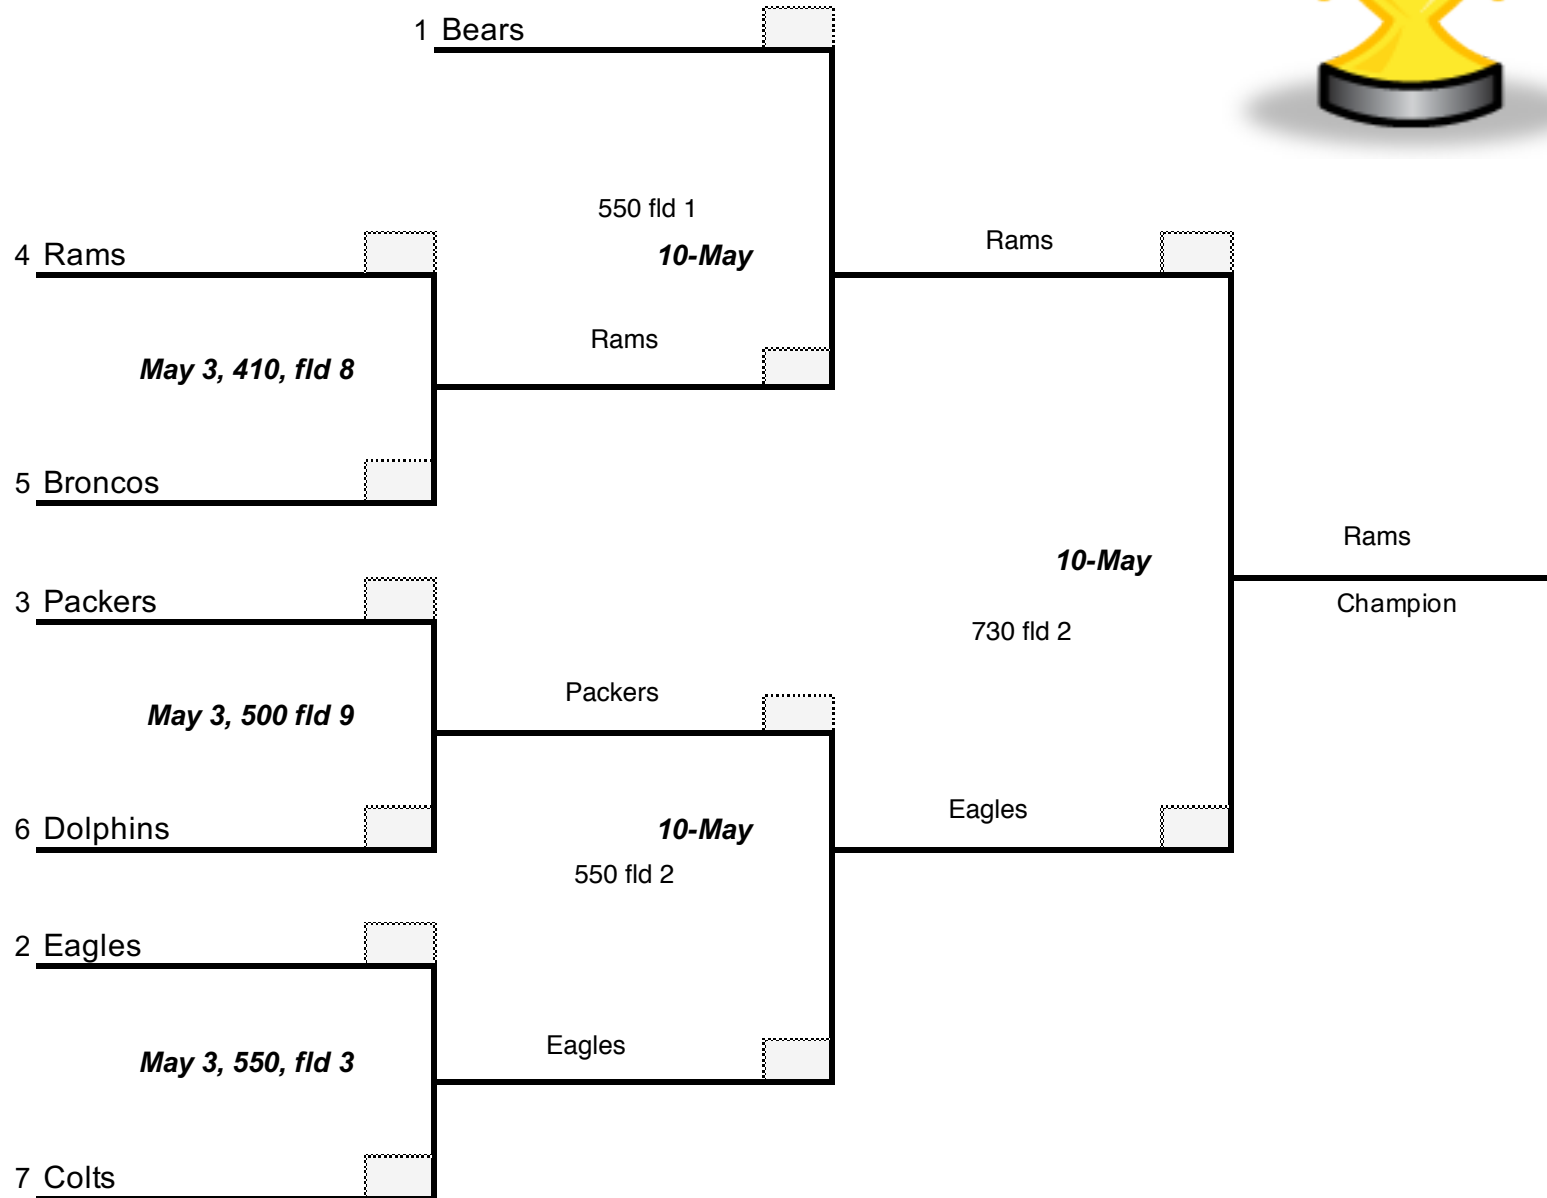 1 Bears
550 fld 1
10-May
4 Rams
Rams
May 3, 410, fld 8
Rams
5 Broncos
Rams
Champion
10-May
730 fld 2
3 Packers
May 3, 500 fld 9
Packers
6 Dolphins
10-May
550 fld 2
Eagles
2 Eagles
May 3, 550, fld 3
Eagles
7 Colts